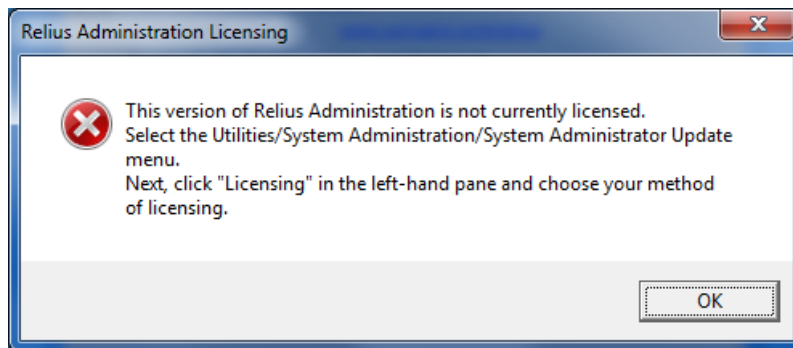 Relius Administration Licensing
This version of Relius Administration is not currently licensed.
Select the Utilities/System Administration/System Administrator Update
menu.
Next, click "Licensing" in the left-hand pane and choose your method
of licensing.
OK